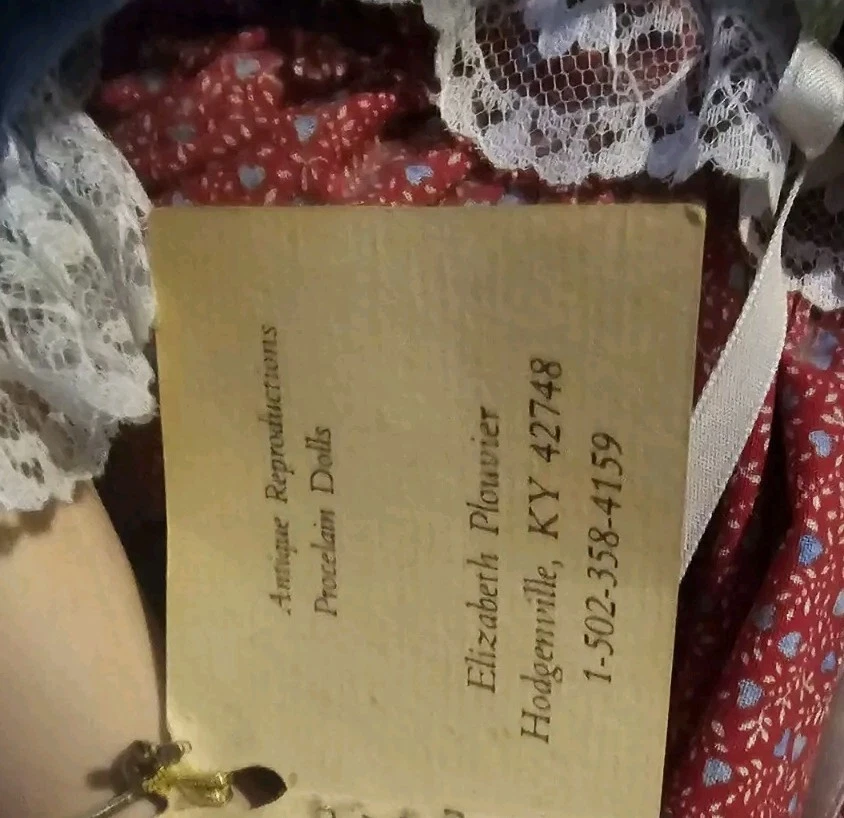 Antique Reproductions
Procelain Dolls
Elizabeth Plouvier
Hodgenville, KY 42748
1-502-358-4159